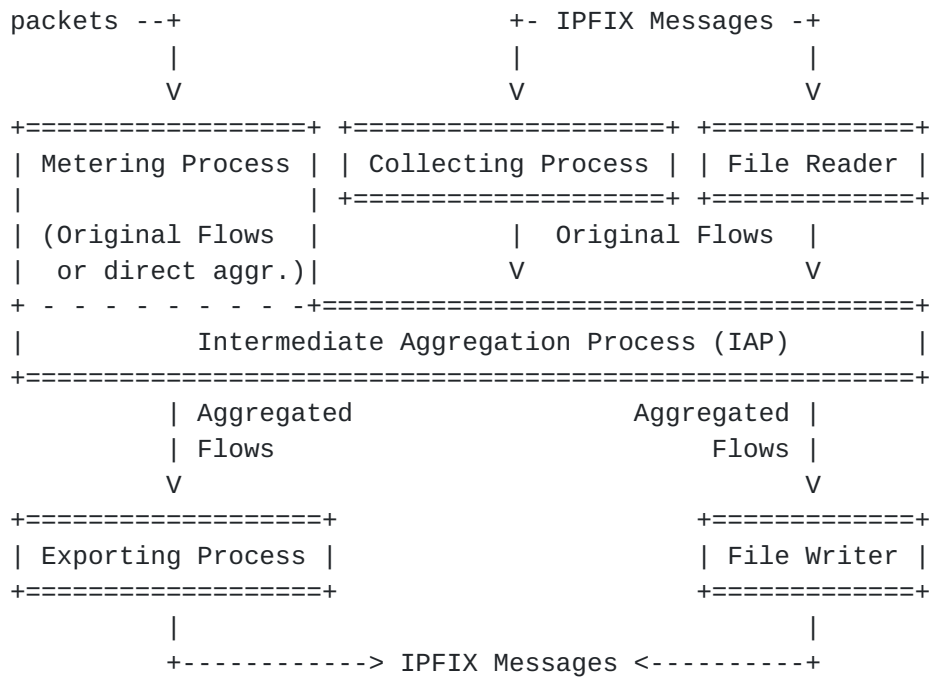 packets --+                     +- IPFIX Messages -+
          |                     |                  |
          V                     V                  V
+==================+ +====================+ +=============+
| Metering Process | | Collecting Process | | File Reader |
|                  | +====================+ +=============+
| (Original Flows  |            |  Original Flows  |
|  or direct aggr.)|            V                  V
+ - - - - - - - - -+======================================+
|           Intermediate Aggregation Process (IAP)        |
+=========================================================+
          | Aggregated                  Aggregated |
          | Flows                            Flows |
          V                                        V
+===================+                       +=============+
| Exporting Process |                       | File Writer |
+===================+                       +=============+
          |                                        |
          +------------> IPFIX Messages <----------+